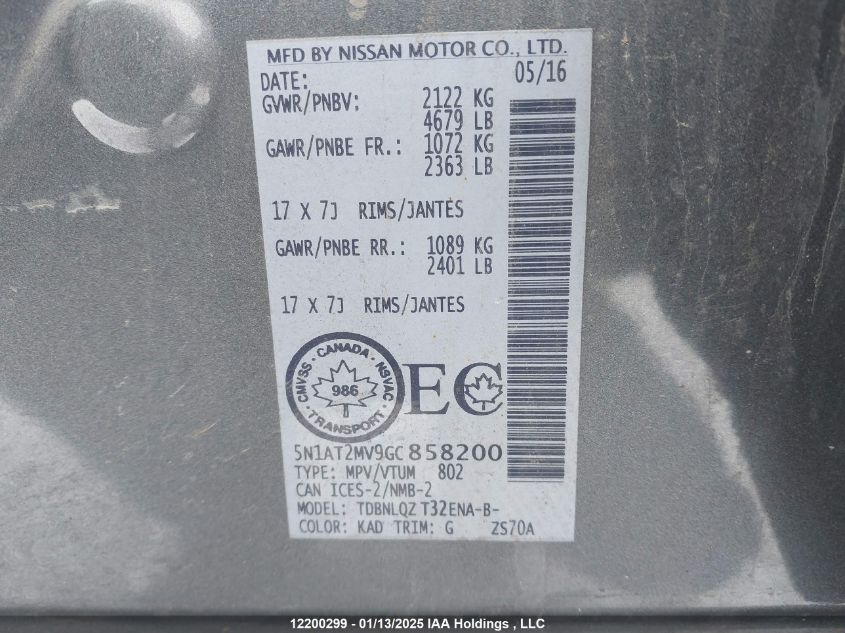 MFD BY NISSAN MOTOR CO., LTD.
DATE: 05/16
GVWR/PNBV: 2122 KG
4679 LB
GAWR/PNBE FR.: 1072 KG
2363 LB
17 X 7J RIMS/JANTES
GAWR/PNBE RR.: 1089 KG
2401 LB
17 X 7J RIMS/JANTES
CMVSS · CANADA · NSVAC
986
TRANSPORT
EC
5N1AT2MV9GC858200
TYPE: MPV/VTUM 802
CAN ICES-2/NMB-2
MODEL: TDBNLQZ T32ENA-B-
COLOR: KAD TRIM: G ZS70A
12200299 - 01/13/2025 IAA Holdings , LLC